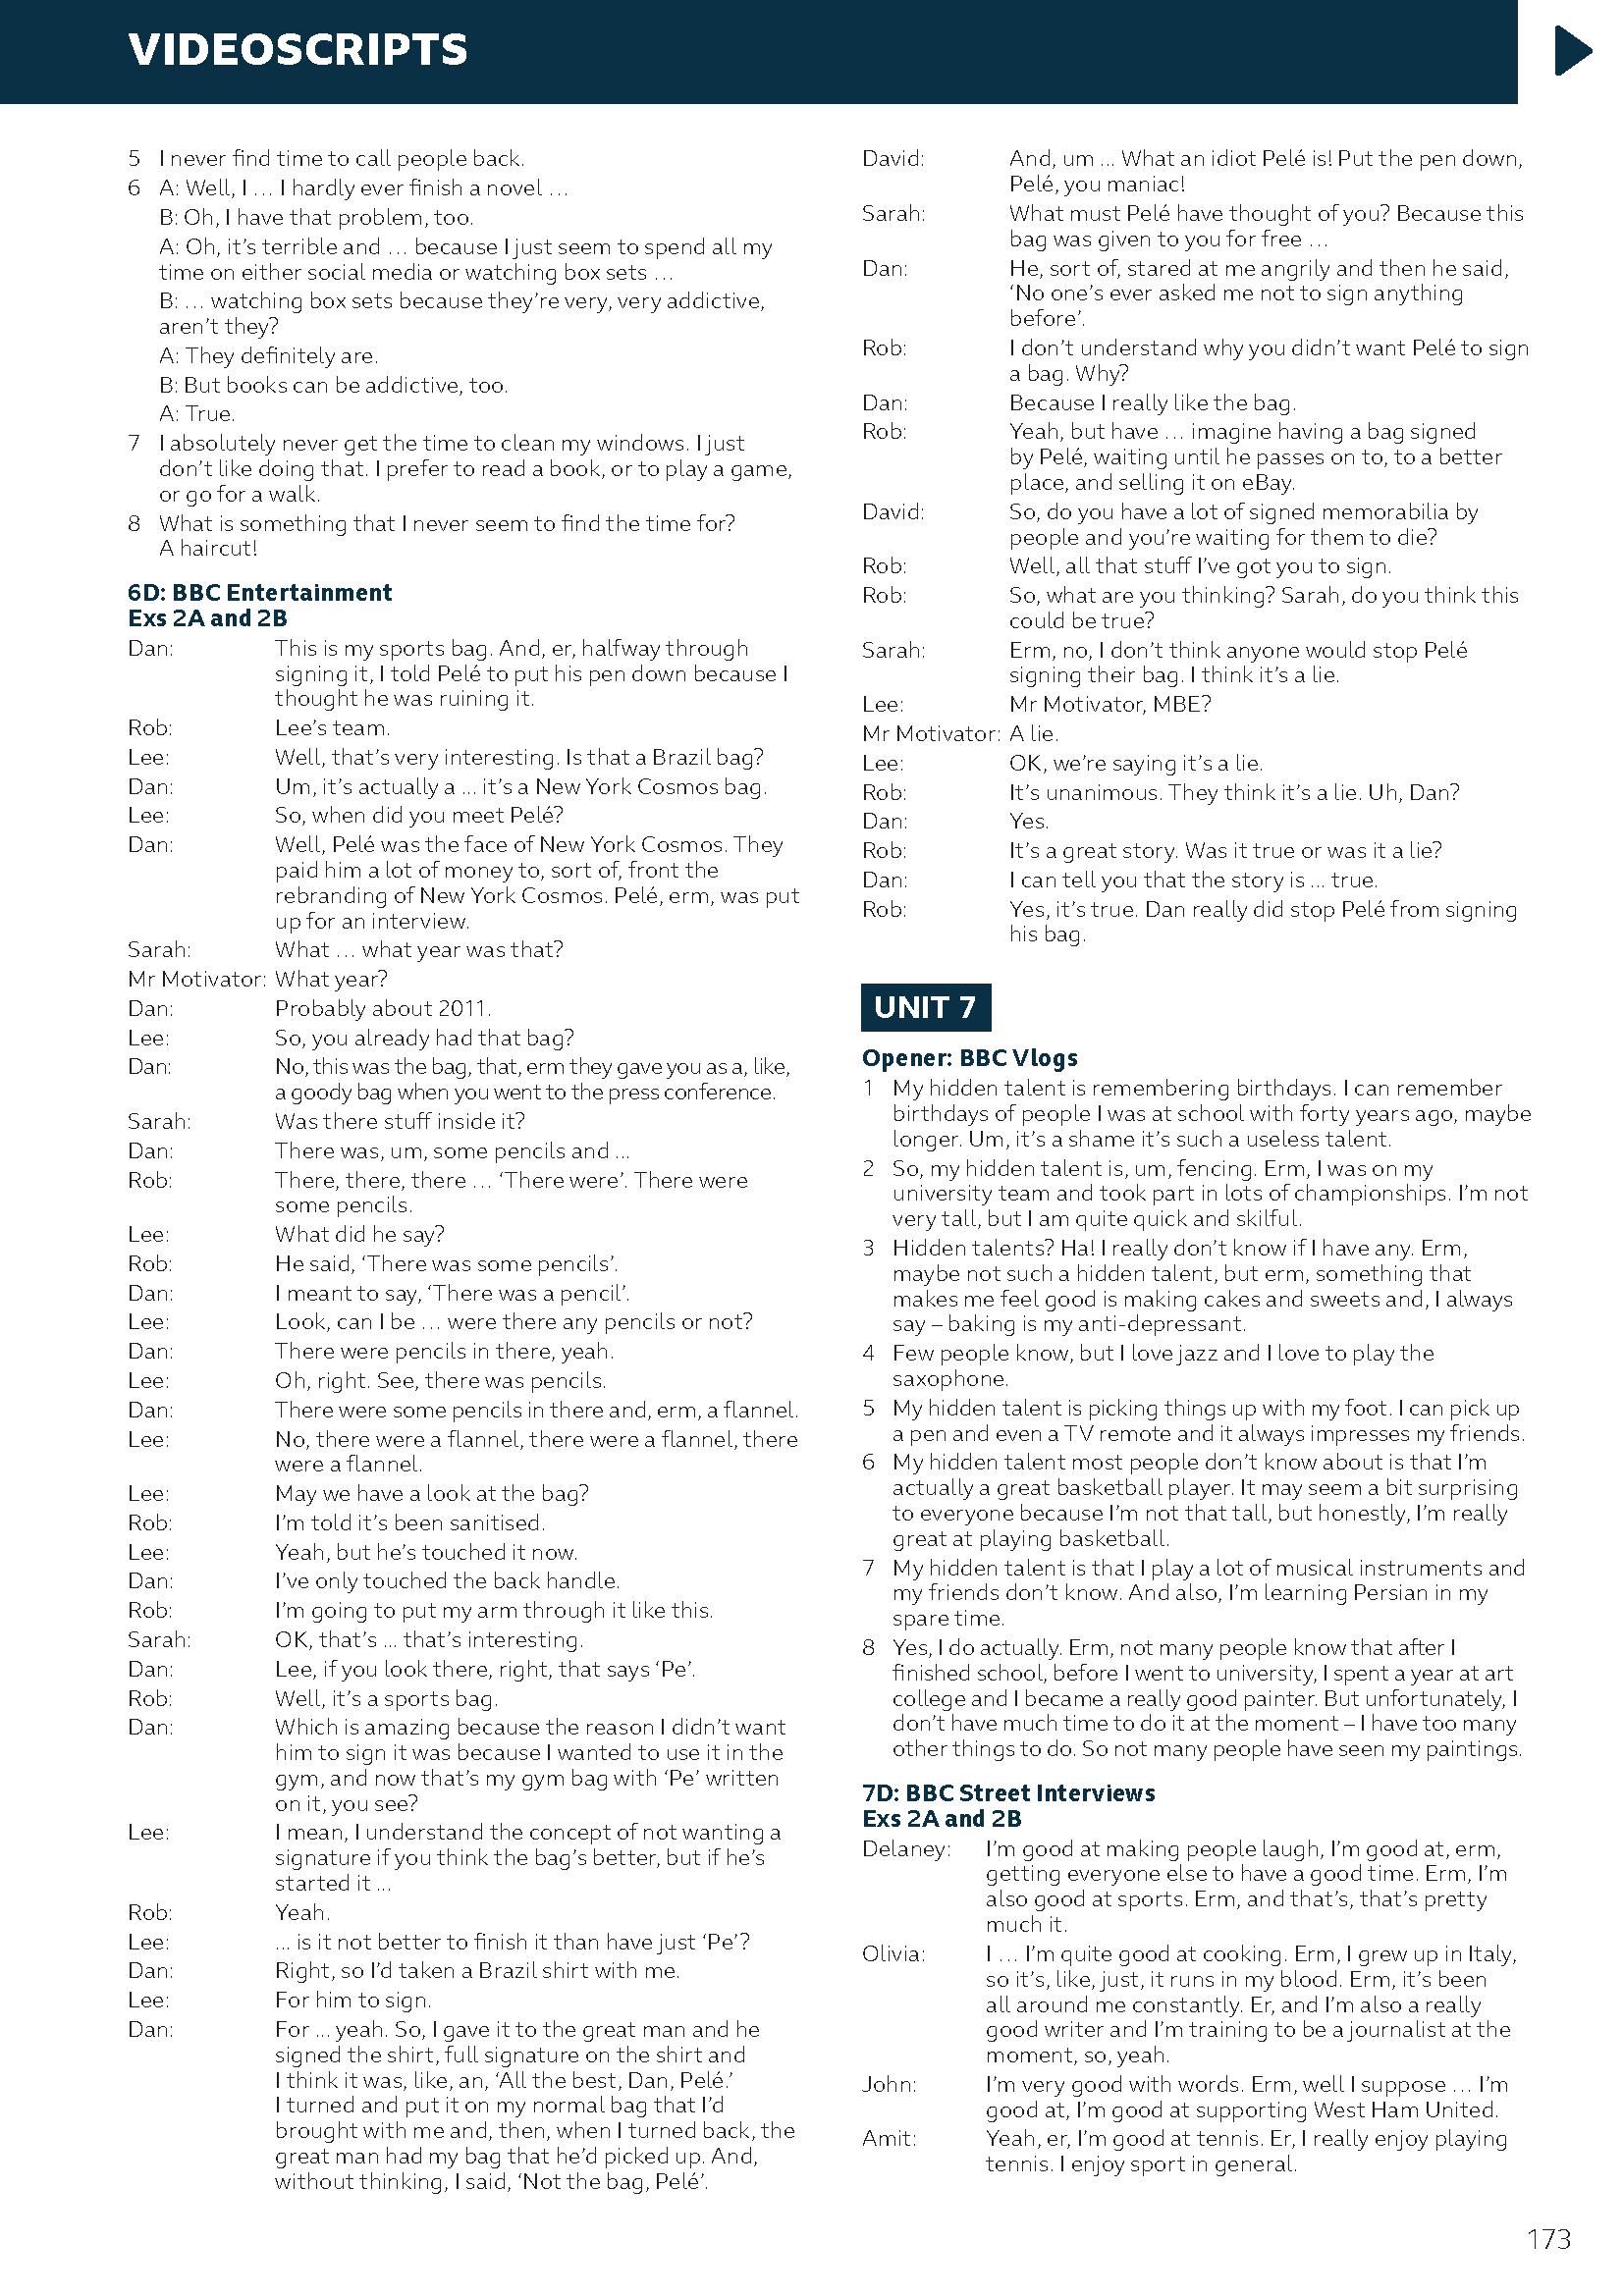 VIDEOSCRIPTS
5 I never find time to call people back.
6 A: Well, I … I hardly ever finish a novel …
B: Oh, I have that problem, too.
A: Oh, it’s terrible and … because I just seem to spend all my
time on either social media or watching box sets …
B: … watching box sets because they’re very, very addictive,
aren’t they?
A: They definitely are.
B: But books can be addictive, too.
A: True.
7 I absolutely never get the time to clean my windows. I just
don’t like doing that. I prefer to read a book, or to play a game,
or go for a walk.
8 What is something that I never seem to find the time for?
A haircut!
6D: BBC Entertainment
Exs 2A and 2B
Dan: This is my sports bag. And, er, halfway through
signing it, I told Pelé to put his pen down because I
thought he was ruining it.
Rob: Lee’s team.
Lee: Well, that’s very interesting. Is that a Brazil bag?
Dan: Um, it’s actually a ... it’s a New York Cosmos bag.
Lee: So, when did you meet Pelé?
Dan: Well, Pelé was the face of New York Cosmos. They
paid him a lot of money to, sort of, front the
rebranding of New York Cosmos. Pelé, erm, was put
up for an interview.
Sarah: What … what year was that?
Mr Motivator: What year?
Dan: Probably about 2011.
Lee: So, you already had that bag?
Dan: No, this was the bag, that, erm they gave you as a, like,
a goody bag when you went to the press conference.
Sarah: Was there stuff inside it?
Dan: There was, um, some pencils and ...
Rob: There, there, there … ‘There were’. There were
some pencils.
Lee: What did he say?
Rob: He said, ‘There was some pencils’.
Dan: I meant to say, ‘There was a pencil’.
Lee: Look, can I be … were there any pencils or not?
Dan: There were pencils in there, yeah.
Lee: Oh, right. See, there was pencils.
Dan: There were some pencils in there and, erm, a flannel.
Lee: No, there were a flannel, there were a flannel, there
were a flannel.
Lee: May we have a look at the bag?
Rob: I’m told it’s been sanitised.
Lee: Yeah, but he’s touched it now.
Dan: I’ve only touched the back handle.
Rob: I’m going to put my arm through it like this.
Sarah: OK, that’s ... that’s interesting.
Dan: Lee, if you look there, right, that says ‘Pe’.
Rob: Well, it’s a sports bag.
Dan: Which is amazing because the reason I didn’t want
him to sign it was because I wanted to use it in the
gym, and now that’s my gym bag with ‘Pe’ written
on it, you see?
Lee: I mean, I understand the concept of not wanting a
signature if you think the bag’s better, but if he’s
started it ...
Rob: Yeah.
Lee: ... is it not better to finish it than have just ‘Pe’?
Dan: Right, so I’d taken a Brazil shirt with me.
Lee: For him to sign.
Dan: For ... yeah. So, I gave it to the great man and he
signed the shirt, full signature on the shirt and
I think it was, like, an, ‘All the best, Dan, Pelé.’
I turned and put it on my normal bag that I’d
brought with me and, then, when I turned back, the
great man had my bag that he’d picked up. And,
without thinking, I said, ‘Not the bag, Pelé’.
David: And, um ... What an idiot Pelé is! Put the pen down,
Pelé, you maniac!
Sarah: What must Pelé have thought of you? Because this
bag was given to you for free …
Dan: He, sort of, stared at me angrily and then he said,
‘No one’s ever asked me not to sign anything
before’.
Rob: I don’t understand why you didn’t want Pelé to sign
a bag. Why?
Dan: Because I really like the bag.
Rob: Yeah, but have … imagine having a bag signed
by Pelé, waiting until he passes on to, to a better
place, and selling it on eBay.
David: So, do you have a lot of signed memorabilia by
people and you’re waiting for them to die?
Rob: Well, all that stuff I’ve got you to sign.
Rob: So, what are you thinking? Sarah, do you think this
could be true?
Sarah: Erm, no, I don’t think anyone would stop Pelé
signing their bag. I think it’s a lie.
Lee: Mr Motivator, MBE?
Mr Motivator: A lie.
Lee: OK, we’re saying it’s a lie.
Rob: It’s unanimous. They think it’s a lie. Uh, Dan?
Dan: Yes.
Rob: It’s a great story. Was it true or was it a lie?
Dan: I can tell you that the story is ... true.
Rob: Yes, it’s true. Dan really did stop Pelé from signing
his bag.
UNIT 7
Opener: BBC Vlogs
1 My hidden talent is remembering birthdays. I can remember
birthdays of people I was at school with forty years ago, maybe
longer. Um, it’s a shame it’s such a useless talent.
2 So, my hidden talent is, um, fencing. Erm, I was on my
university team and took part in lots of championships. I’m not
very tall, but I am quite quick and skilful.
3 Hidden talents? Ha! I really don’t know if I have any. Erm,
maybe not such a hidden talent, but erm, something that
makes me feel good is making cakes and sweets and, I always
say – baking is my anti-depressant.
4 Few people know, but I love jazz and I love to play the
saxophone.
5 My hidden talent is picking things up with my foot. I can pick up
a pen and even a TV remote and it always impresses my friends.
6 My hidden talent most people don’t know about is that I’m
actually a great basketball player. It may seem a bit surprising
to everyone because I’m not that tall, but honestly, I’m really
great at playing basketball.
7 My hidden talent is that I play a lot of musical instruments and
my friends don’t know. And also, I’m learning Persian in my
spare time.
8 Yes, I do actually. Erm, not many people know that after I
finished school, before I went to university, I spent a year at art
college and I became a really good painter. But unfortunately, I
don’t have much time to do it at the moment – I have too many
other things to do. So not many people have seen my paintings.
7D: BBC Street Interviews
Exs 2A and 2B
Delaney: I’m good at making people laugh, I’m good at, erm,
getting everyone else to have a good time. Erm, I’m
also good at sports. Erm, and that’s, that’s pretty
much it.
Olivia: I … I’m quite good at cooking. Erm, I grew up in Italy,
so it’s, like, just, it runs in my blood. Erm, it’s been
all around me constantly. Er, and I’m also a really
good writer and I’m training to be a journalist at the
moment, so, yeah.
John: I’m very good with words. Erm, well I suppose … I’m
good at, I’m good at supporting West Ham United.
Amit: Yeah, er, I’m good at tennis. Er, I really enjoy playing
tennis. I enjoy sport in general.
173